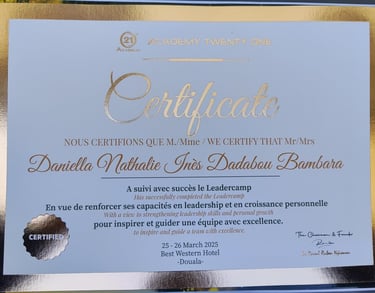 21
ACADEMY TWENTY ONE
Certificate
NOUS CERTIFIONS QUE M./Mme / WE CERTIFY THAT Mr/Mrs
Daniella Nathalie Inès Dadabou Bambara
A suivi avec succès le Leadercamp
Has successfully completed the Leadercamp
En vue de renforcer ses capacités en leadership et en croissance personnelle
With a view to strengthening leadership skills and personal growth
pour inspirer et guider une équipe avec excellence.
to inspire and guide a team with excellence.
CERTIFIED
25 - 26 March 2025
Best Western Hotel
-Douala-
The Chairman & Founder